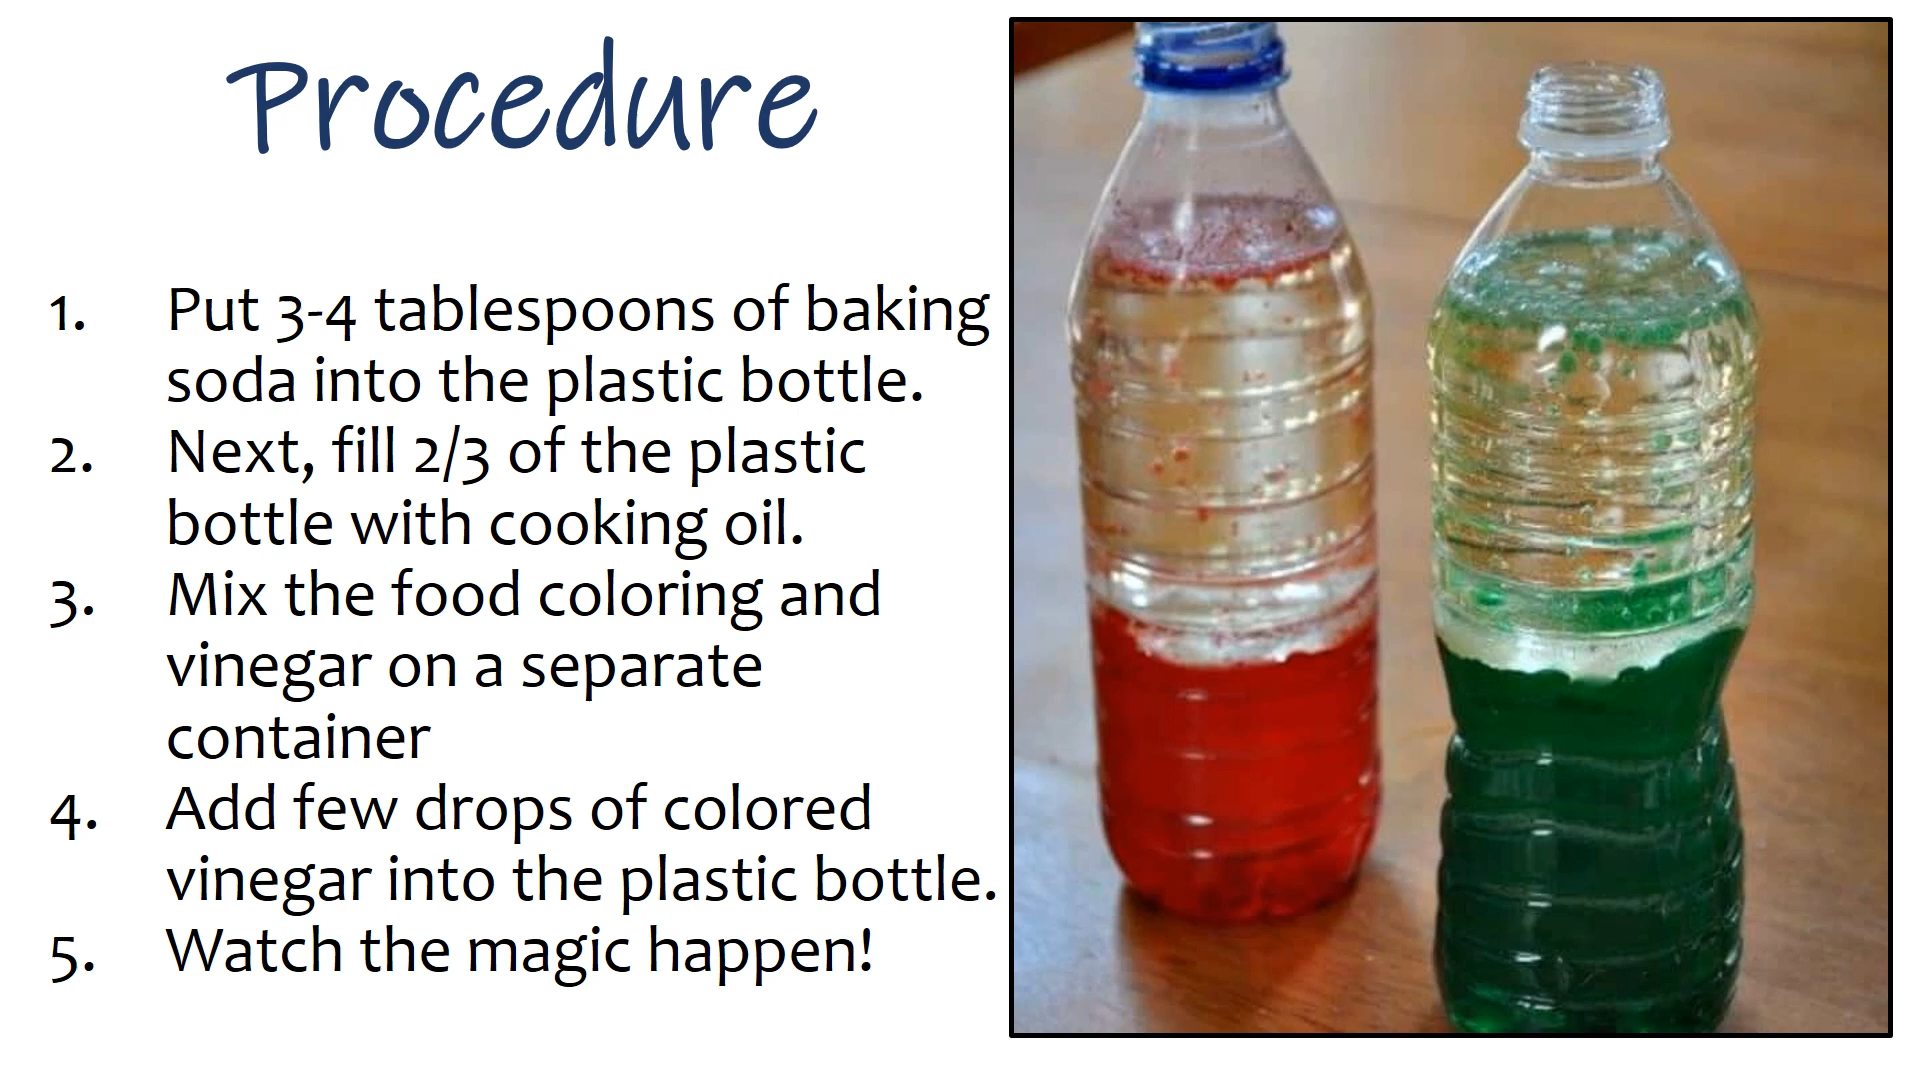 Procedure
1. Put 3-4 tablespoons of baking
soda into the plastic bottle.
2. Next, fill 2/3 of the plastic
bottle with cooking oil.
3. Mix the food coloring and
vinegar on a separate
container
4. Add few drops of colored
vinegar into the plastic bottle.
5. Watch the magic happen!